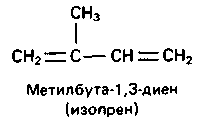 CH₃
CH₂=C—CH=CH₂
Метилбута-1,3-диен
(изопрен)